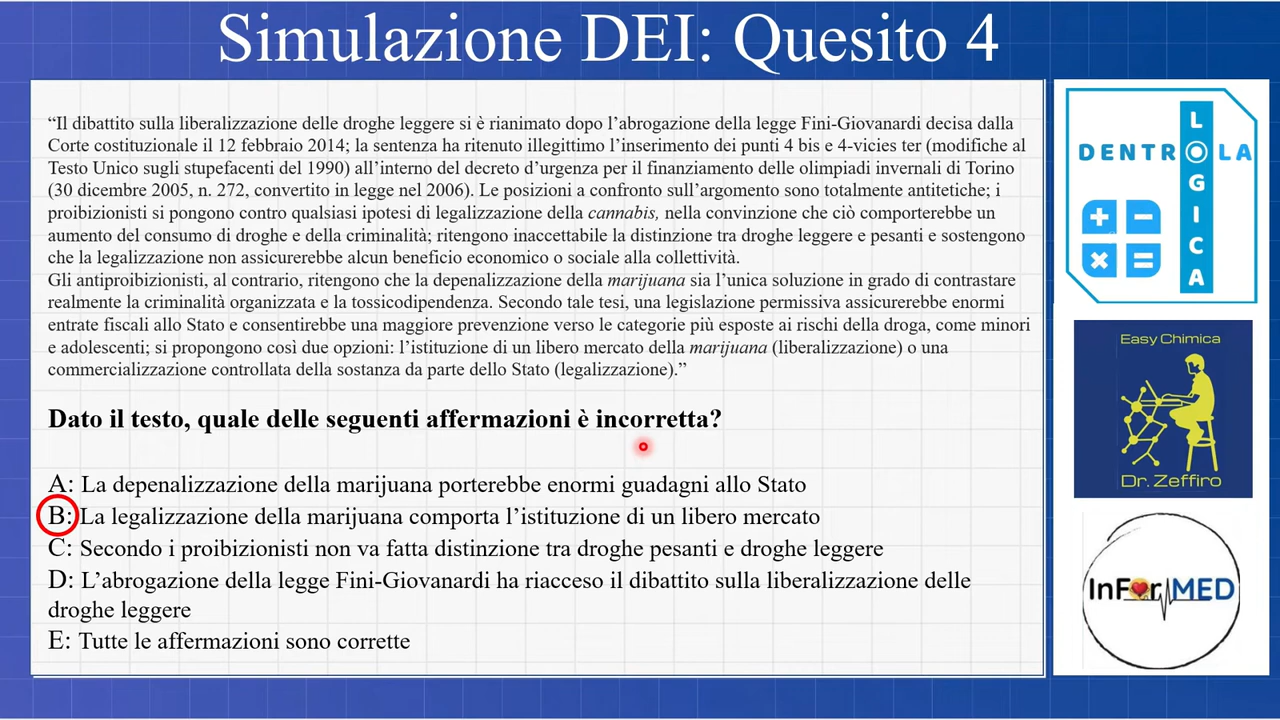 Simulazione DEI: Quesito 4
“Il dibattito sulla liberalizzazione delle droghe leggere si è rianimato dopo l’abrogazione della legge Fini-Giovanardi decisa dalla
Corte costituzionale il 12 febbraio 2014; la sentenza ha ritenuto illegittimo l’inserimento dei punti 4 bis e 4-vicies ter (modifiche al
Testo Unico sugli stupefacenti del 1990) all’interno del decreto d’urgenza per il finanziamento delle olimpiadi invernali di Torino
(30 dicembre 2005, n. 272, convertito in legge nel 2006). Le posizioni a confronto sull’argomento sono totalmente antitetiche; i
proibizionisti si pongono contro qualsiasi ipotesi di legalizzazione della cannabis, nella convinzione che ciò comporterebbe un
aumento del consumo di droghe e della criminalità; ritengono inaccettabile la distinzione tra droghe leggere e pesanti e sostengono
che la legalizzazione non assicurerebbe alcun beneficio economico o sociale alla collettività.
Gli antiproibizionisti, al contrario, ritengono che la depenalizzazione della marijuana sia l’unica soluzione in grado di contrastare
realmente la criminalità organizzata e la tossicodipendenza. Secondo tale tesi, una legislazione permissiva assicurerebbe enormi
entrate fiscali allo Stato e consentirebbe una maggiore prevenzione verso le categorie più esposte ai rischi della droga, come minori
e adolescenti; si propongono così due opzioni: l’istituzione di un libero mercato della marijuana (liberalizzazione) o una
commercializzazione controllata della sostanza da parte dello Stato (legalizzazione).”
Dato il testo, quale delle seguenti affermazioni è incorretta?
A: La depenalizzazione della marijuana porterebbe enormi guadagni allo Stato
B: La legalizzazione della marijuana comporta l’istituzione di un libero mercato
C: Secondo i proibizionisti non va fatta distinzione tra droghe pesanti e droghe leggere
D: L’abrogazione della legge Fini-Giovanardi ha riacceso il dibattito sulla liberalizzazione delle
droghe leggere
E: Tutte le affermazioni sono corrette
DENTRO LA
LOGICA
Easy Chimica
Dr. Zeffiro
InForMED